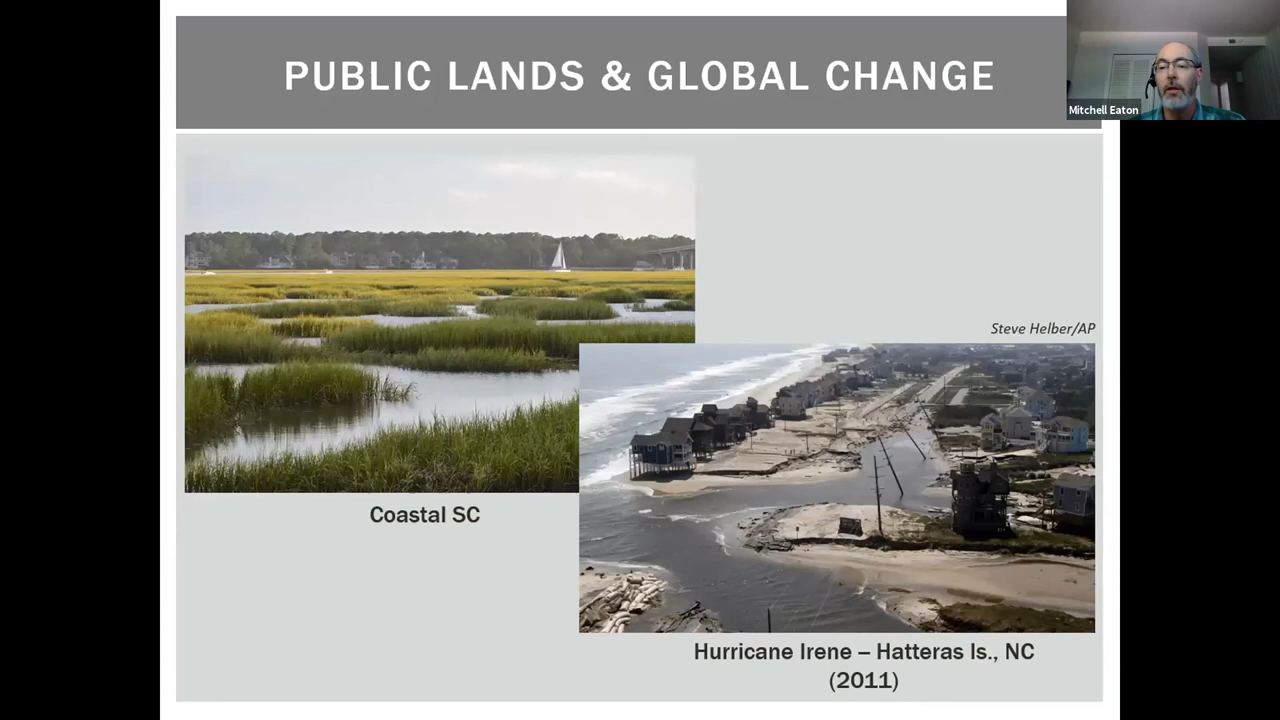 PUBLIC LANDS & GLOBAL CHANGE
Mitchell Eaton
Steve Helber/AP
Coastal SC
Hurricane Irene – Hatteras Is., NC
(2011)